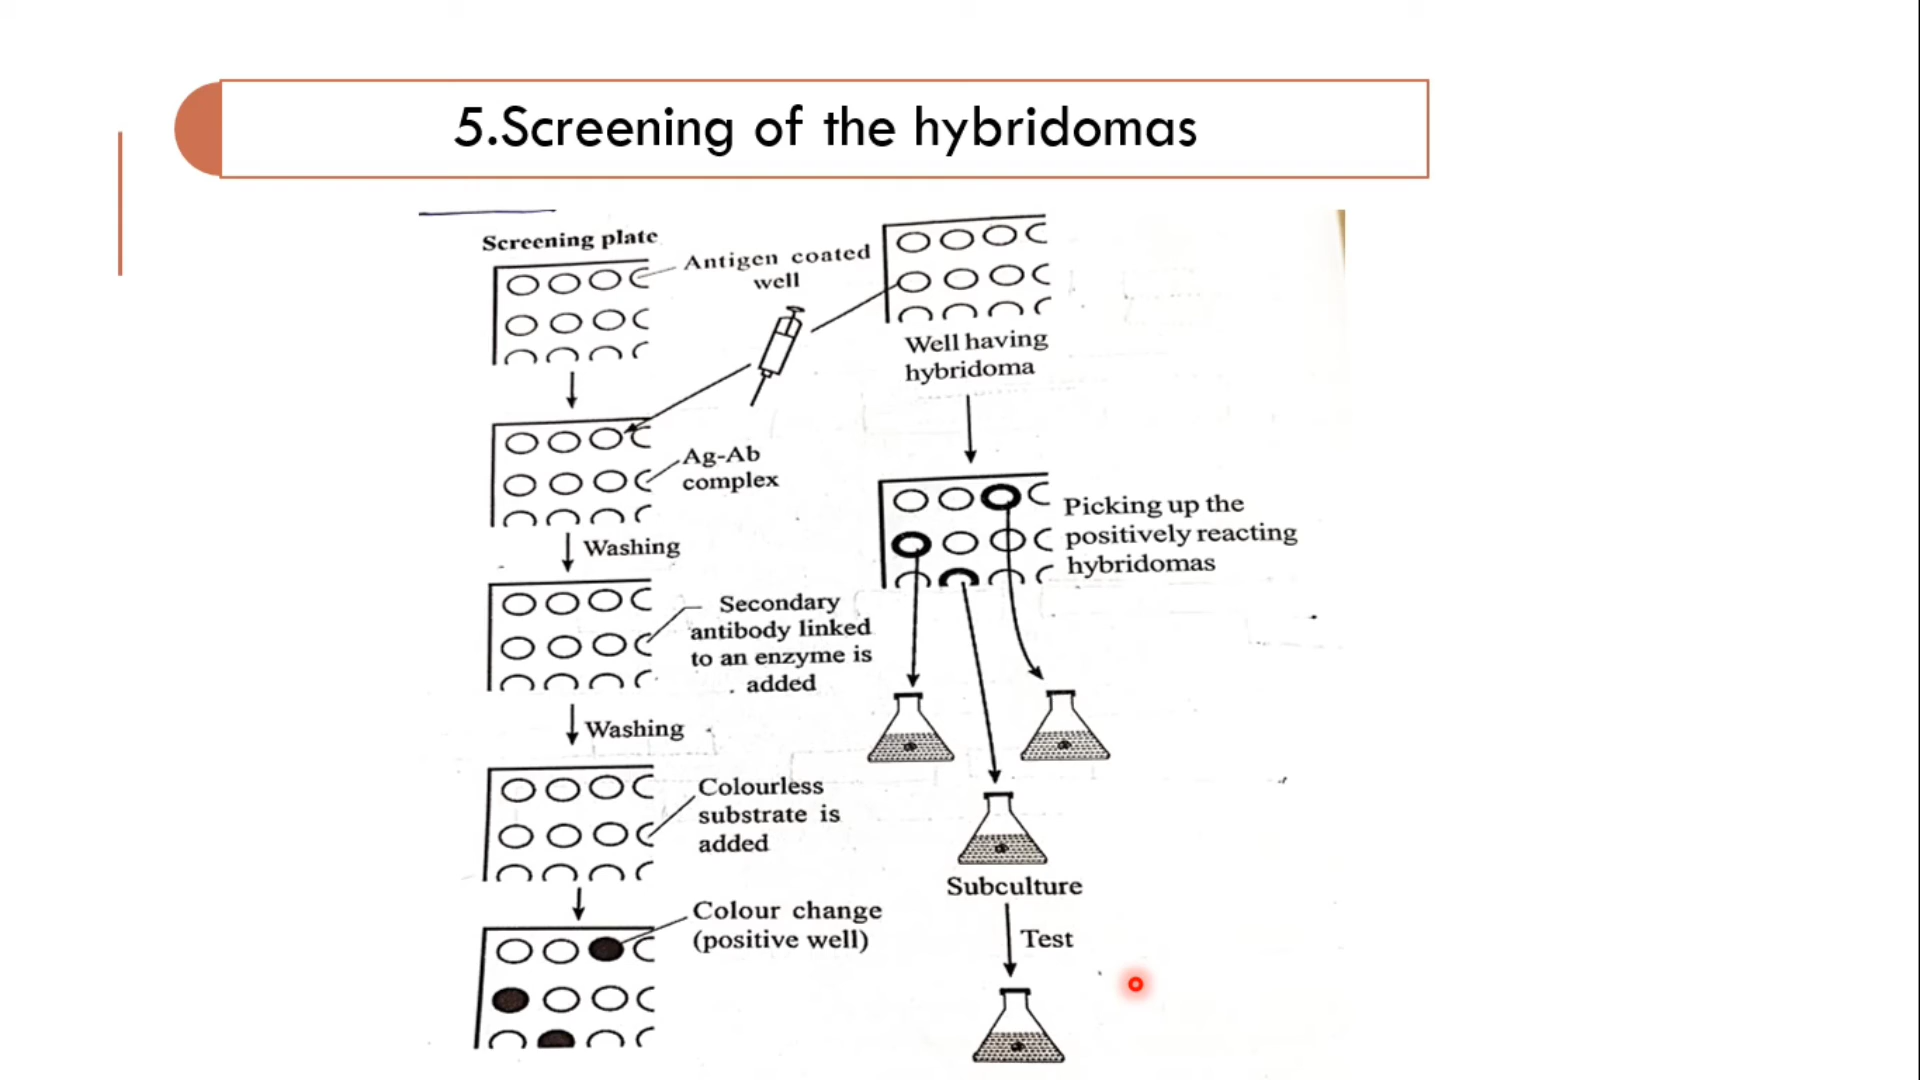 5.Screening of the hybridomas
Screening plate
Antigen coated
well
Well having
hybridoma
Ag-Ab
complex
Washing
Picking up the
positively reacting
hybridomas
Secondary
antibody linked
to an enzyme is
added
Washing
Colourless
substrate is
added
Subculture
Colour change
(positive well)
Test